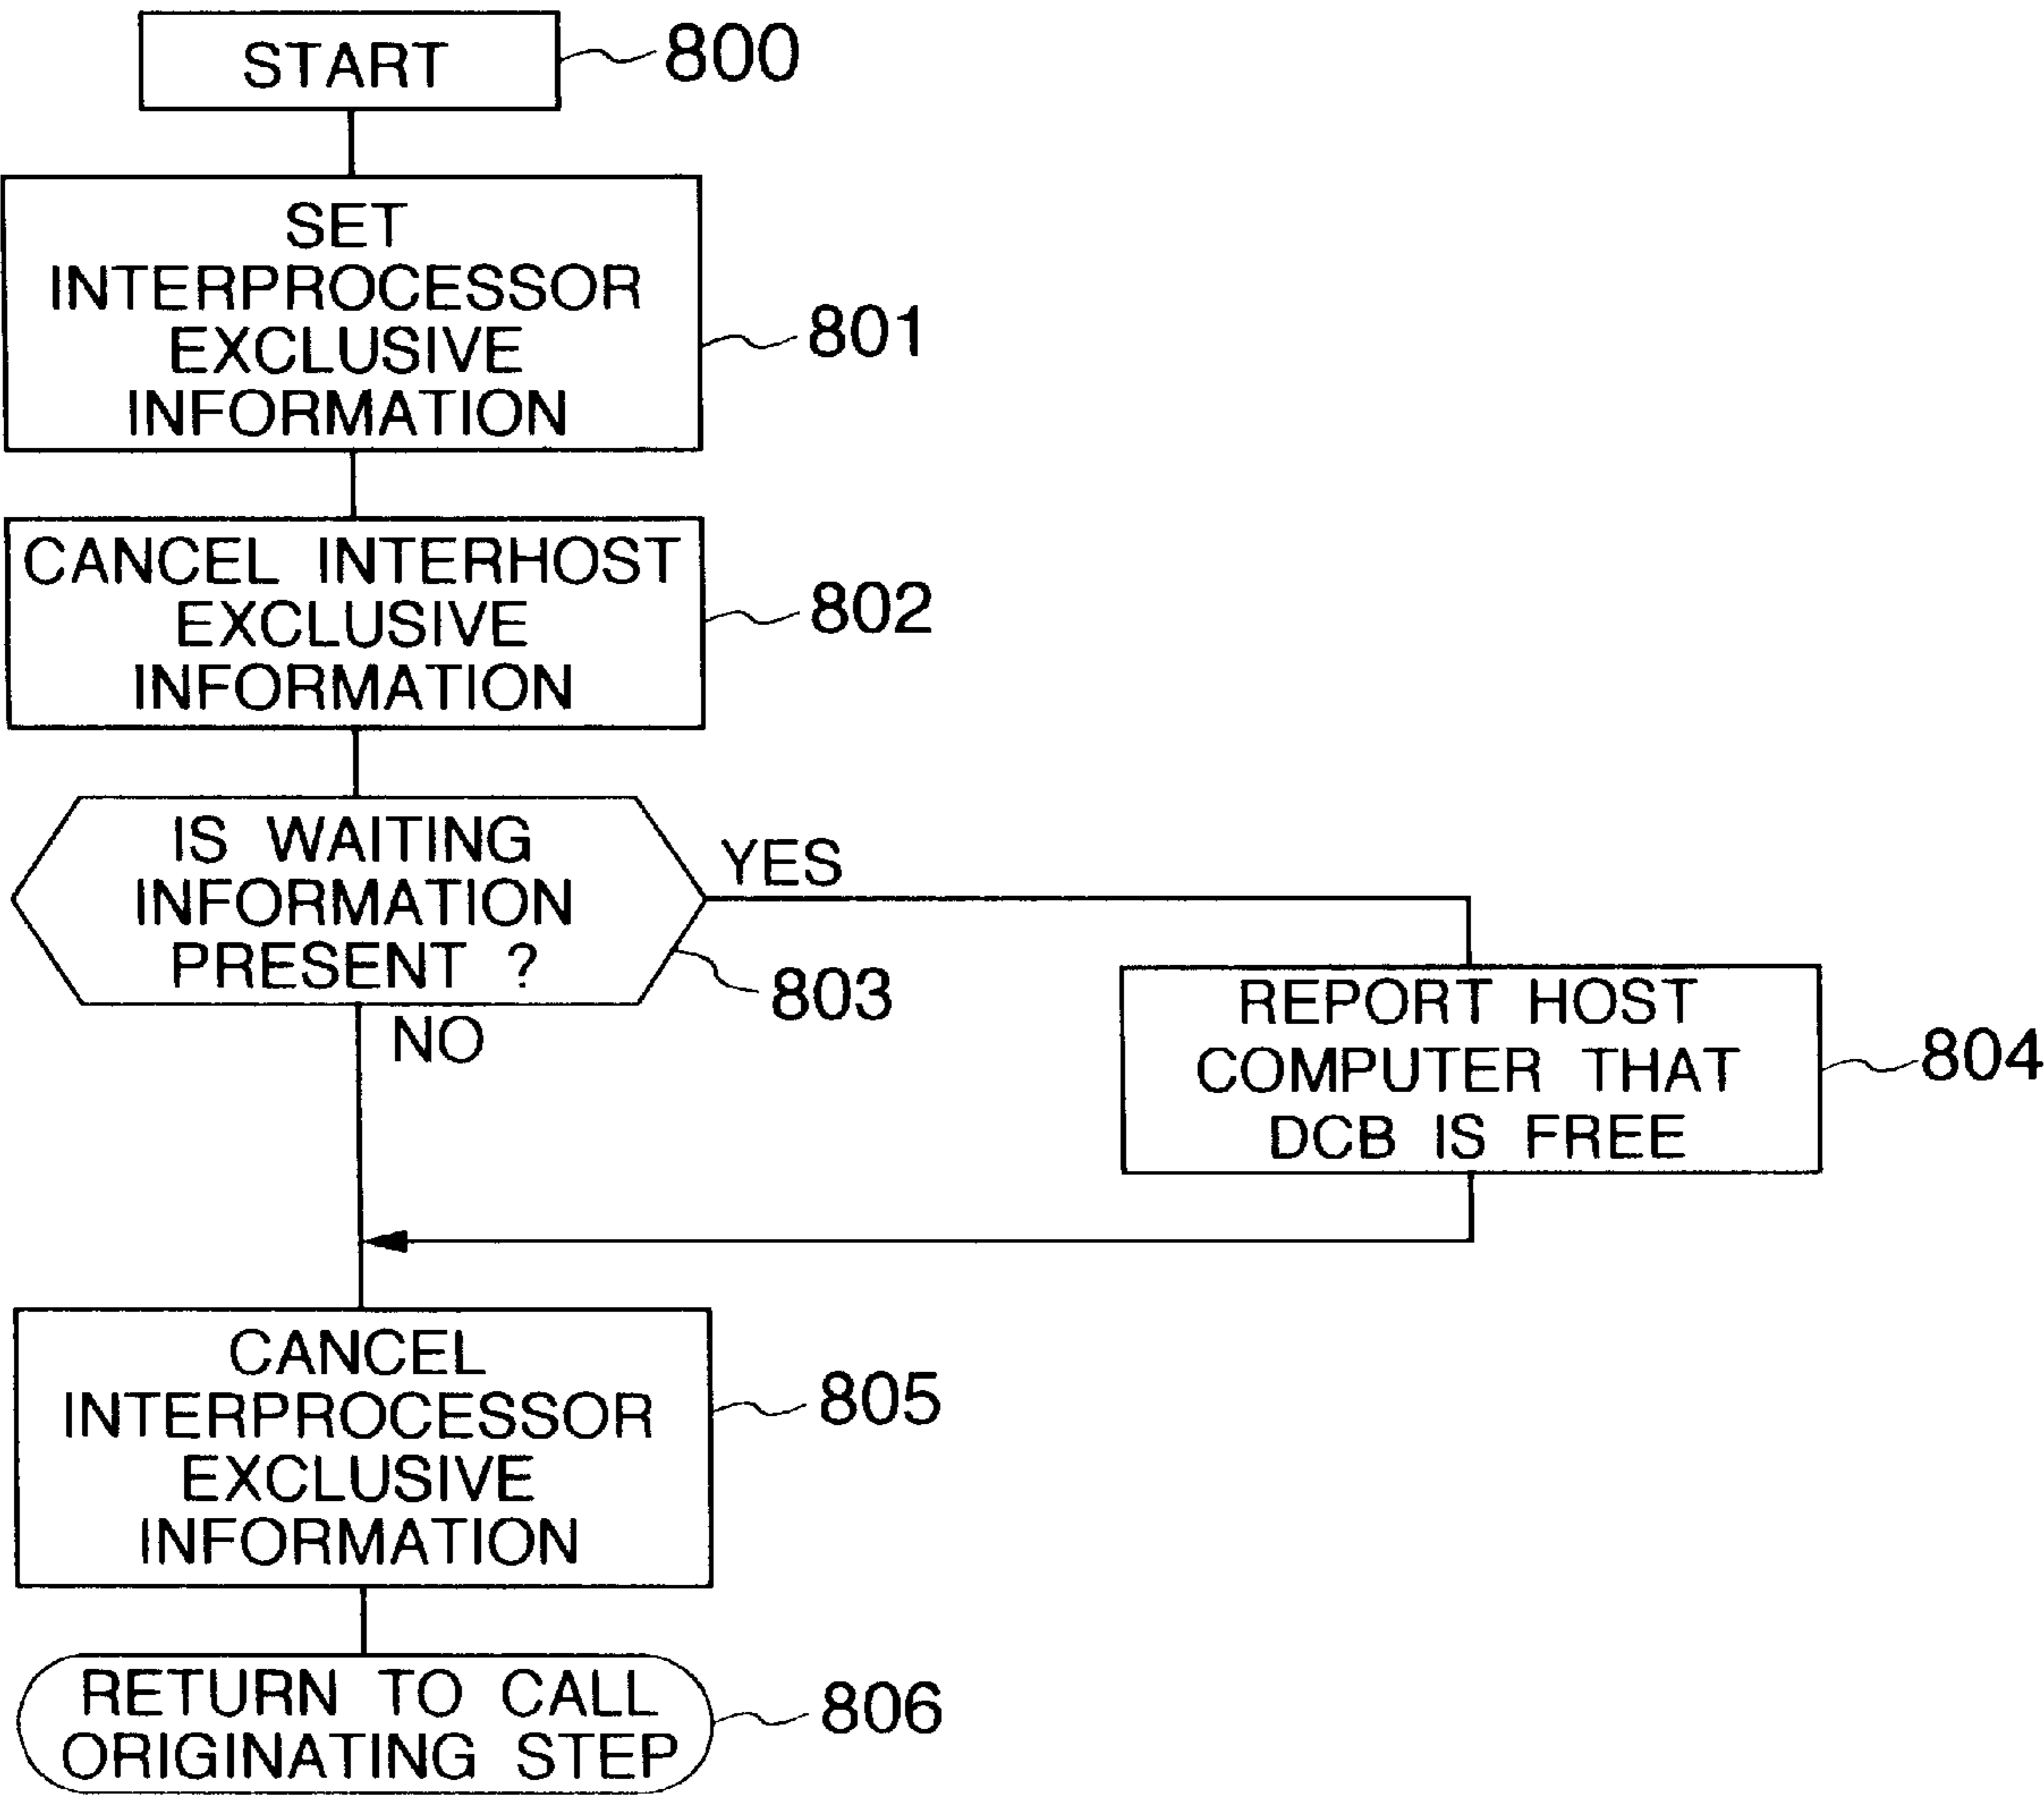 START
800
SET
INTERPROCESSOR
EXCLUSIVE
INFORMATION
801
CANCEL INTERHOST
EXCLUSIVE
INFORMATION
802
IS WAITING
INFORMATION
PRESENT ?
YES
803
NO
REPORT HOST
COMPUTER THAT
DCB IS FREE
804
CANCEL
INTERPROCESSOR
EXCLUSIVE
INFORMATION
805
RETURN TO CALL
ORIGINATING STEP
806